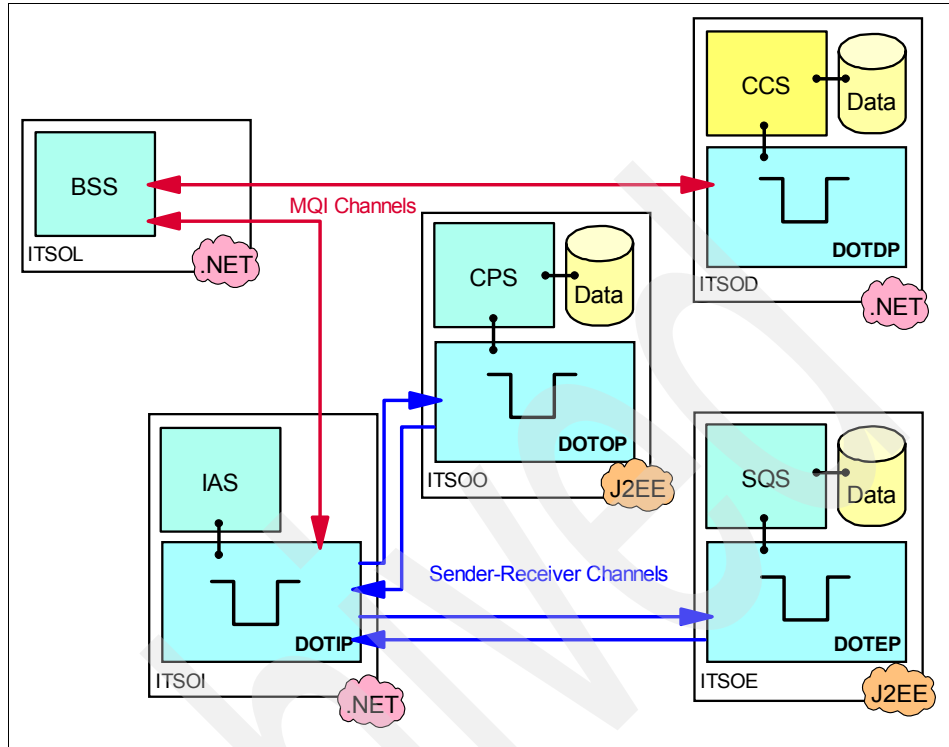 CCS
Data
BSS
MQI Channels
DOTDP
ITSOL
.NET
ITSOD
.NET
CPS
Data
DOTOP
ITSOO
J2EE
IAS
SQS
Data
Sender-Receiver Channels
DOTIP
DOTEP
ITSOI
.NET
ITSOE
J2EE